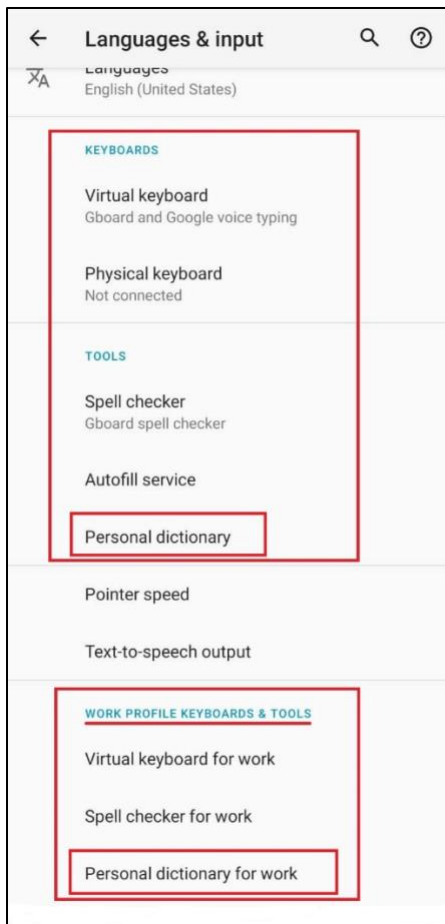 Languages & input
Languages
English (United States)
KEYBOARDS
Virtual keyboard
Gboard and Google voice typing
Physical keyboard
Not connected
TOOLS
Spell checker
Gboard spell checker
Autofill service
Personal dictionary
Pointer speed
Text-to-speech output
WORK PROFILE KEYBOARDS & TOOLS
Virtual keyboard for work
Spell checker for work
Personal dictionary for work